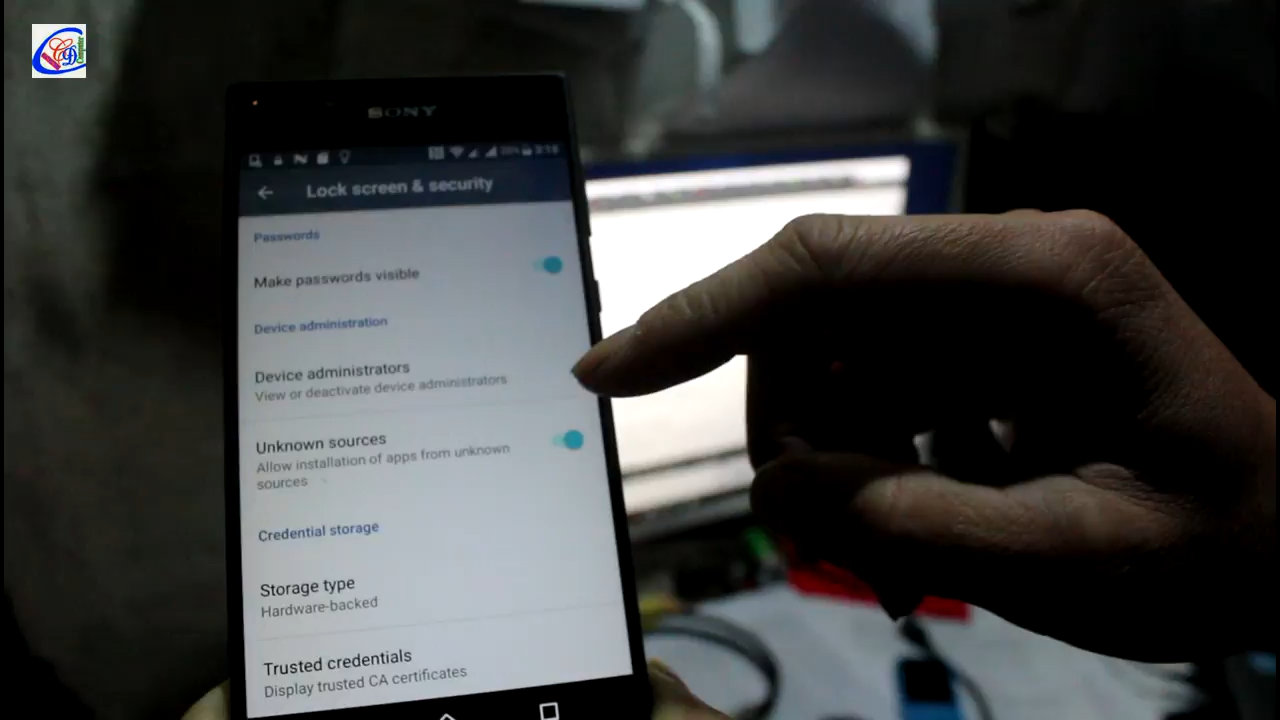 SONY
Lock screen & security
Passwords
Make passwords visible
Device administration
Device administrators
View or deactivate device administrators
Unknown sources
Allow installation of apps from unknown
sources
Credential storage
Storage type
Hardware-backed
Trusted credentials
Display trusted CA certificates